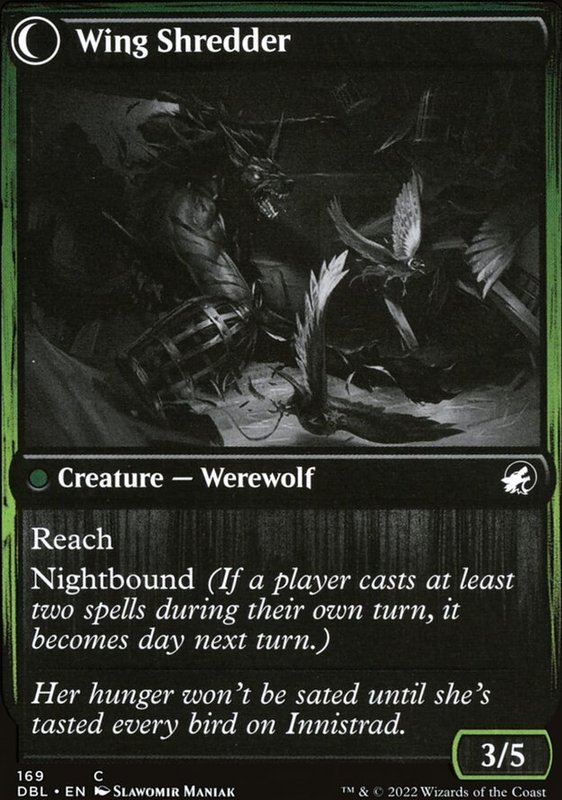 Wing Shredder
Creature — Werewolf
Reach
Nightbound (If a player casts at least
two spells during their own turn, it
becomes day next turn.)
Her hunger won't be sated until she's
tasted every bird on Innistrad.
3/5
169 C
DBL • EN Slawomir Maniak
™ & © 2022 Wizards of the Coast